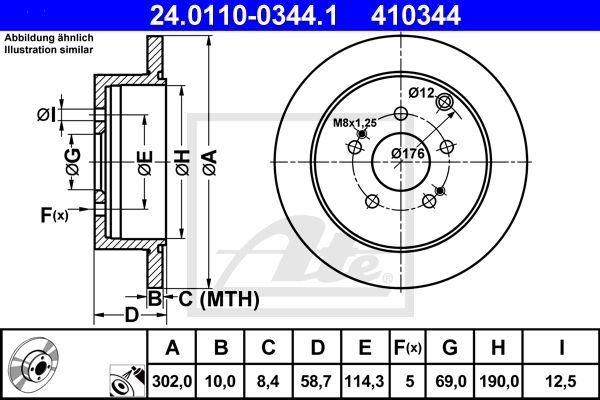 24.0110-0344.1 410344
Abbildung ähnlich
Illustration similar
ØI
ØG
F(x)
ØE
ØH
ØA
B
C (MTH)
D
Ø12
M8x1,25
Ø176
Ate
A B C D E F(x) G H I
302,0 10,0 8,4 58,7 114,3 5 69,0 190,0 12,5